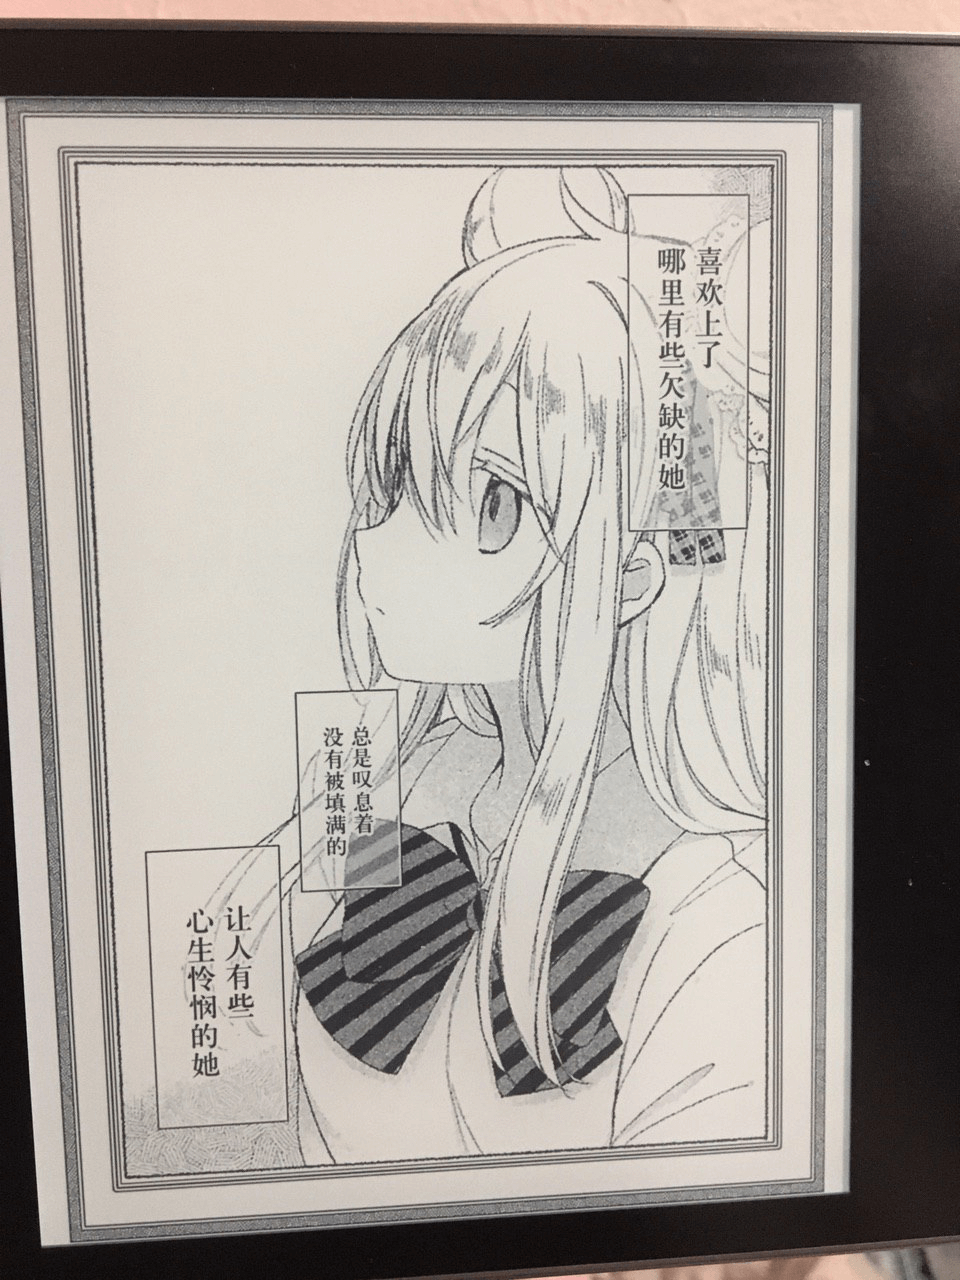 喜欢上了
哪里有些欠缺的她
总是叹息着
没有被填满的
让人有些
心生怜悯的她